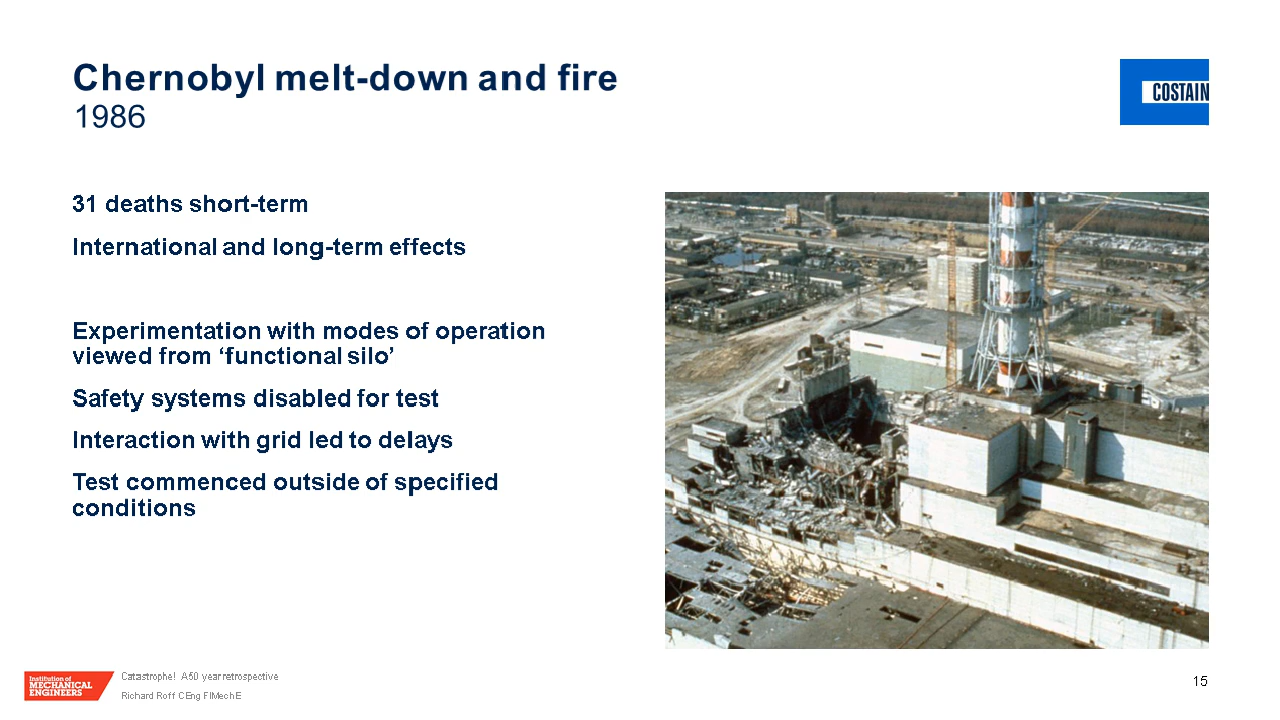 Chernobyl melt-down and fire
1986
COSTAIN
31 deaths short-term
International and long-term effects
Experimentation with modes of operation
viewed from ‘functional silo’
Safety systems disabled for test
Interaction with grid led to delays
Test commenced outside of specified
conditions
Institution of
MECHANICAL
ENGINEERS
Catastrophe! A 50 year retrospective
Richard Roff CEng FIMechE
15